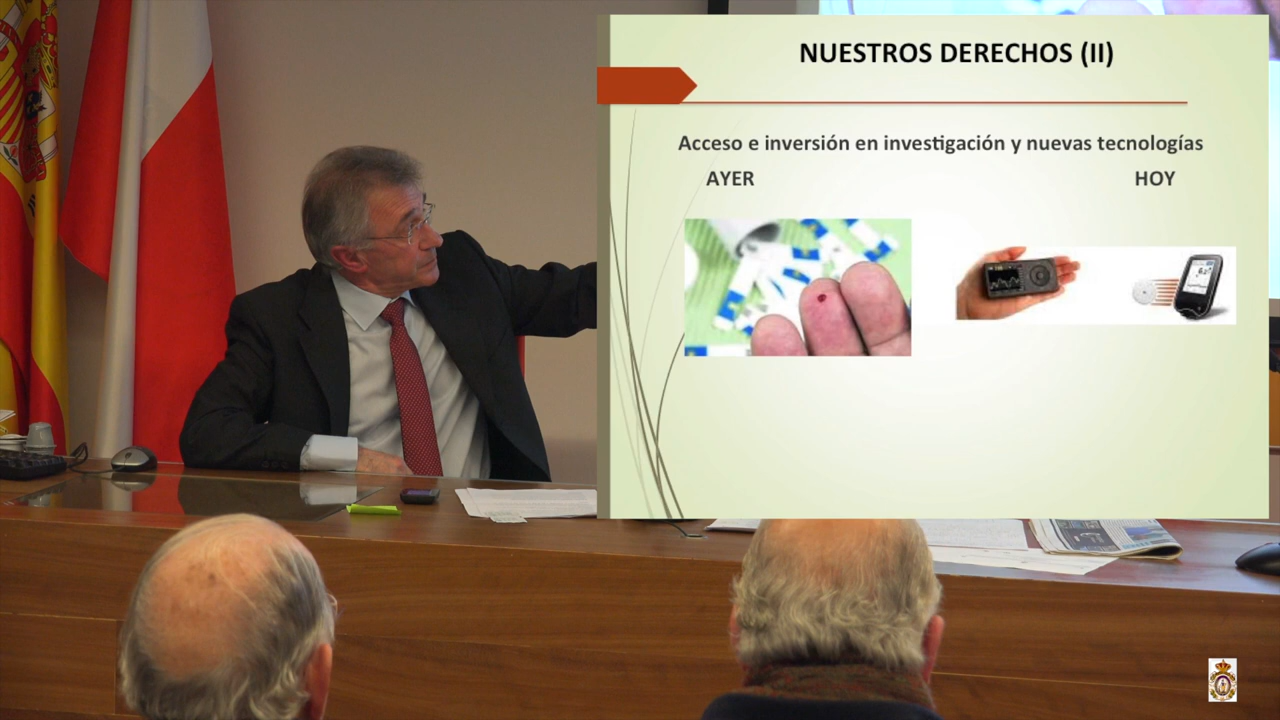 NUESTROS DERECHOS (II)
Acceso e inversión en investigación y nuevas tecnologías
AYER HOY